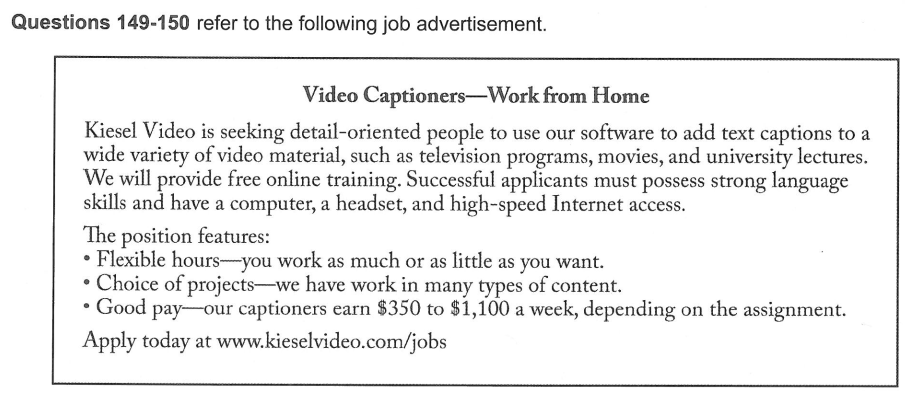 Questions 149-150 refer to the following job advertisement.
Video Captioners—Work from Home
Kiesel Video is seeking detail-oriented people to use our software to add text captions to a
wide variety of video material, such as television programs, movies, and university lectures.
We will provide free online training. Successful applicants must possess strong language
skills and have a computer, a headset, and high-speed Internet access.
The position features:
• Flexible hours—you work as much or as little as you want.
• Choice of projects—we have work in many types of content.
• Good pay—our captioners earn $350 to $1,100 a week, depending on the assignment.
Apply today at www.kieselvideo.com/jobs